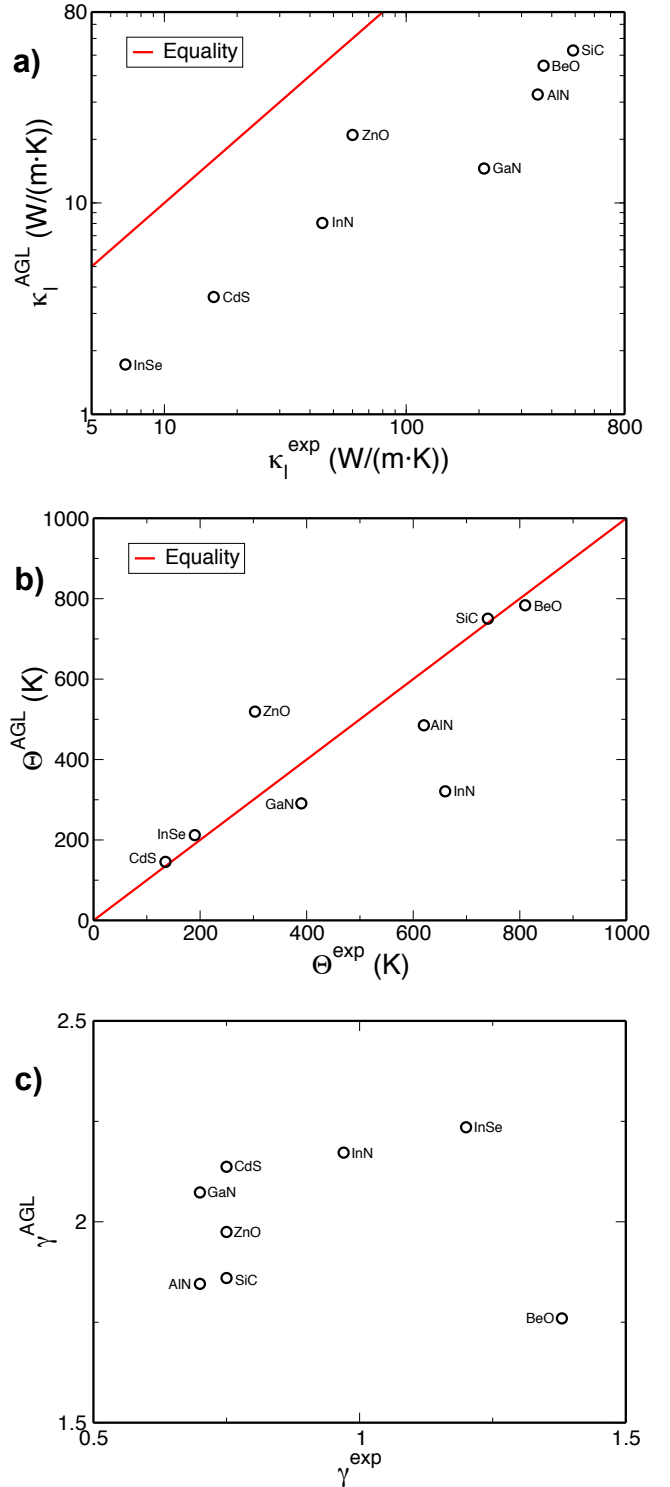 a)
80
Equality
SiC
BeO
AlN
ZnO
GaN
10
InN
CdS
InSe
1
κ_l^AGL (W/(m·K))
5
10
100
800
κ_l^exp (W/(m·K))
b)
1000
Equality
BeO
SiC
800
ZnO
AlN
600
InN
GaN
400
InSe
CdS
200
0
Θ^AGL (K)
0
200
400
600
800
1000
Θ^exp (K)
c)
2.5
InSe
InN
CdS
GaN
2
ZnO
SiC
AlN
BeO
1.5
γ^AGL
0.5
1
1.5
γ^exp